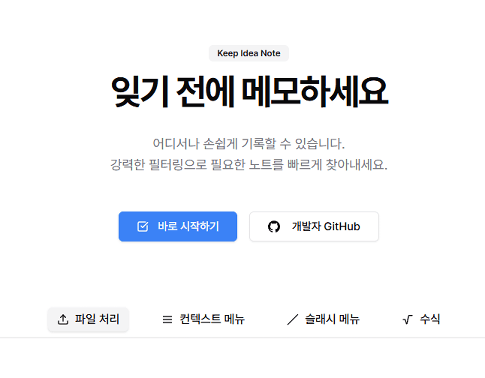 Keep Idea Note
잊기 전에 메모하세요
어디서나 손쉽게 기록할 수 있습니다.
강력한 필터링으로 필요한 노트를 빠르게 찾아내세요.
바로 시작하기
개발자 GitHub
파일 처리
컨텍스트 메뉴
슬래시 메뉴
수식